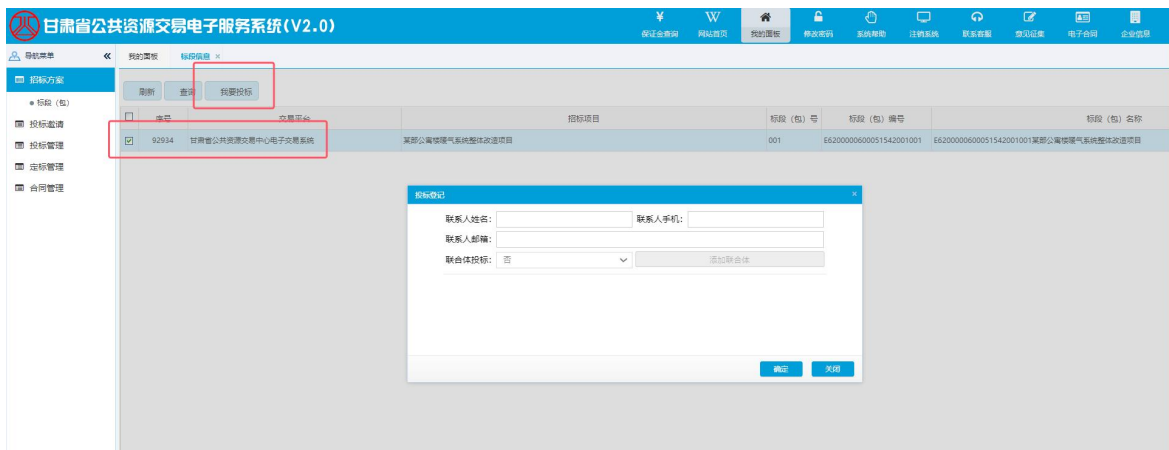 甘肃省公共资源交易电子服务系统(V2.0)
保证金查询 网站首页 我的面板 修改密码 系统帮助 注销系统 联系客服 意见征集 电子合同 企业信息
导航菜单 我的面板 标段信息 ×
招标方案
刷新 查询 我要投标
标段（包）
投标邀请
序号 交易平台 招标项目 标段（包）号 标段（包）编号 标段（包）名称
投标管理
92934 甘肃省公共资源交易中心电子交易系统 某部公寓楼暖气系统整体改造项目 001 E6200000600051542001001 E6200000600051542001001某部公寓楼暖气系统整体改造项目
定标管理
合同管理
投标登记 ×
联系人姓名: 联系人手机:
联系人邮箱:
联合体投标: 否 添加联合体
确定 关闭